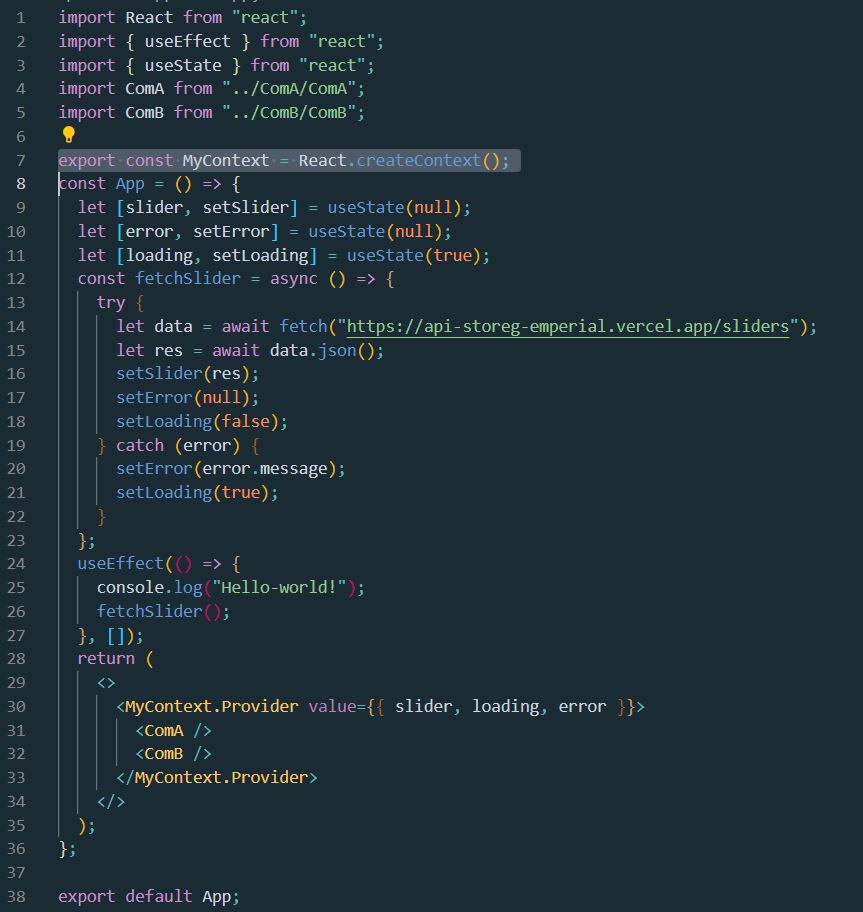 1 import React from "react";
2 import { useEffect } from "react";
3 import { useState } from "react";
4 import ComA from "../ComA/ComA";
5 import ComB from "../ComB/ComB";
6
7 export const MyContext = React.createContext();
8 const App = () => {
9   let [slider, setSlider] = useState(null);
10   let [error, setError] = useState(null);
11   let [loading, setLoading] = useState(true);
12   const fetchSlider = async () => {
13     try {
14       let data = await fetch("https://api-storeg-emperial.vercel.app/sliders");
15       let res = await data.json();
16       setSlider(res);
17       setError(null);
18       setLoading(false);
19     } catch (error) {
20       setError(error.message);
21       setLoading(true);
22     }
23   };
24   useEffect(() => {
25     console.log("Hello-world!");
26     fetchSlider();
27   }, []);
28   return (
29     <>
30       <MyContext.Provider value={{ slider, loading, error }}>
31         <ComA />
32         <ComB />
33       </MyContext.Provider>
34     </>
35   );
36 };
37
38 export default App;